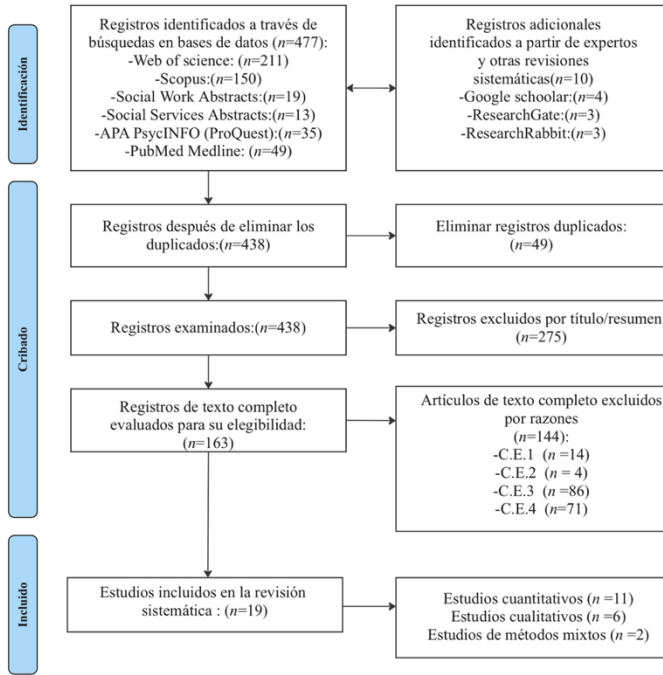 Identificación
Registros identificados a través de
búsquedas en bases de datos (n=477):
-Web of science: (n=211)
-Scopus:(n=150)
-Social Work Abstracts:(n=19)
-Social Services Abstracts:(n=13)
-APA PsycINFO (ProQuest):(n=35)
-PubMed Medline: (n=49)
Registros adicionales
identificados a partir de expertos
y otras revisiones
sistemáticas(n=10)
-Google schoolar:(n=4)
-ResearchGate:(n=3)
-ResearchRabbit:(n=3)
Cribado
Registros después de eliminar los
duplicados:(n=438)
Eliminar registros duplicados:
(n=49)
Registros examinados:(n=438)
Registros excluidos por título/resumen
(n=275)
Registros de texto completo
evaluados para su elegibilidad:
(n=163)
Artículos de texto completo excluidos
por razones
(n=144):
-C.E.1 (n =14)
-C.E.2 (n = 4)
-C.E.3 (n =86)
-C.E.4 (n=71)
Incluido
Estudios incluidos en la revisión
sistemática : (n=19)
Estudios cuantitativos (n =11)
Estudios cualitativos (n =6)
Estudios de métodos mixtos (n =2)